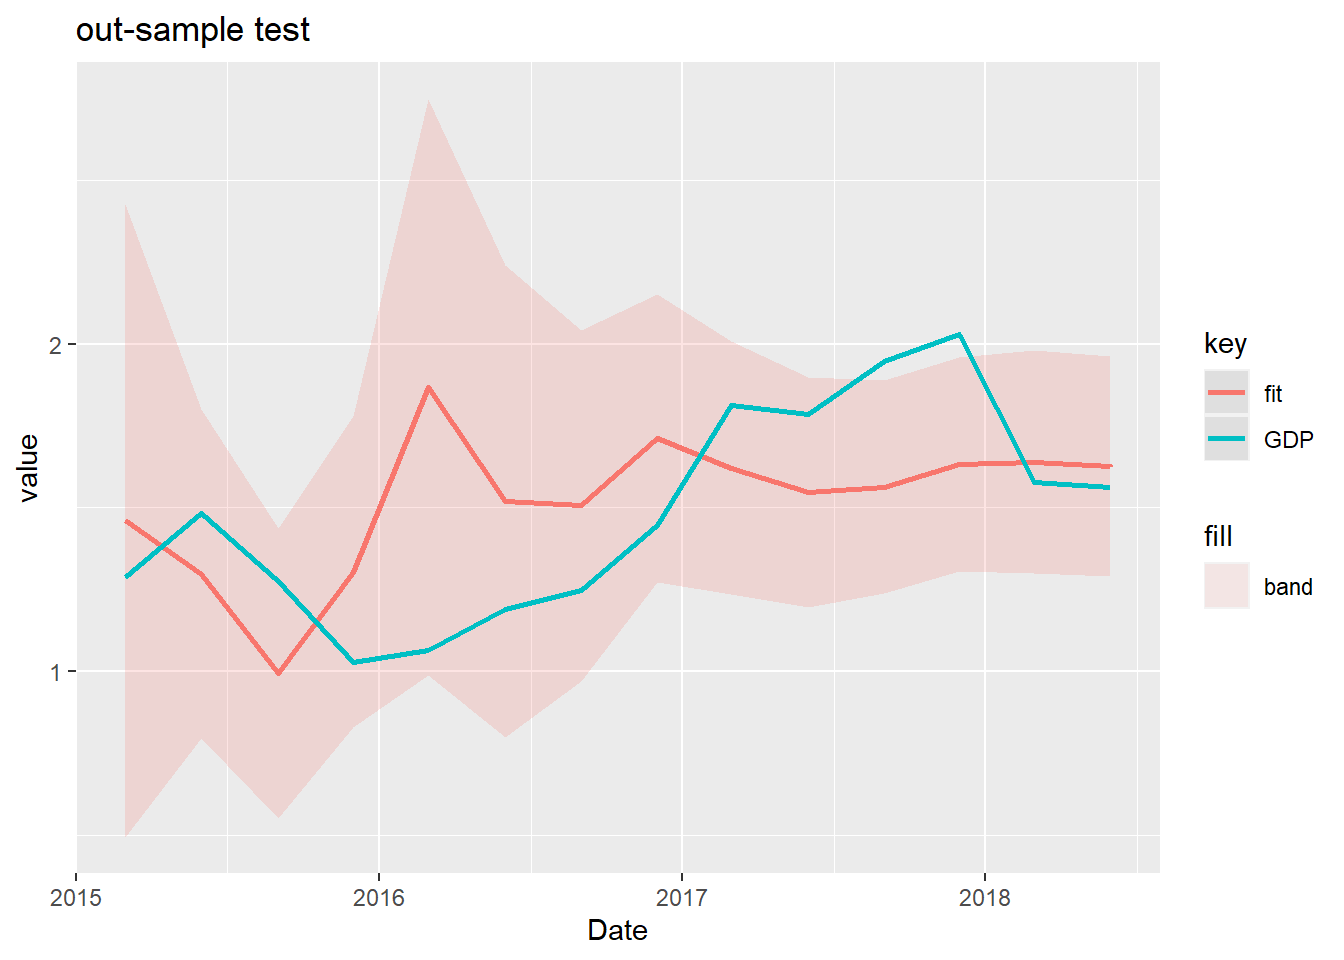 out-sample test
value
2
1
2015
2016
2017
2018
Date
key
fit
GDP
fill
band